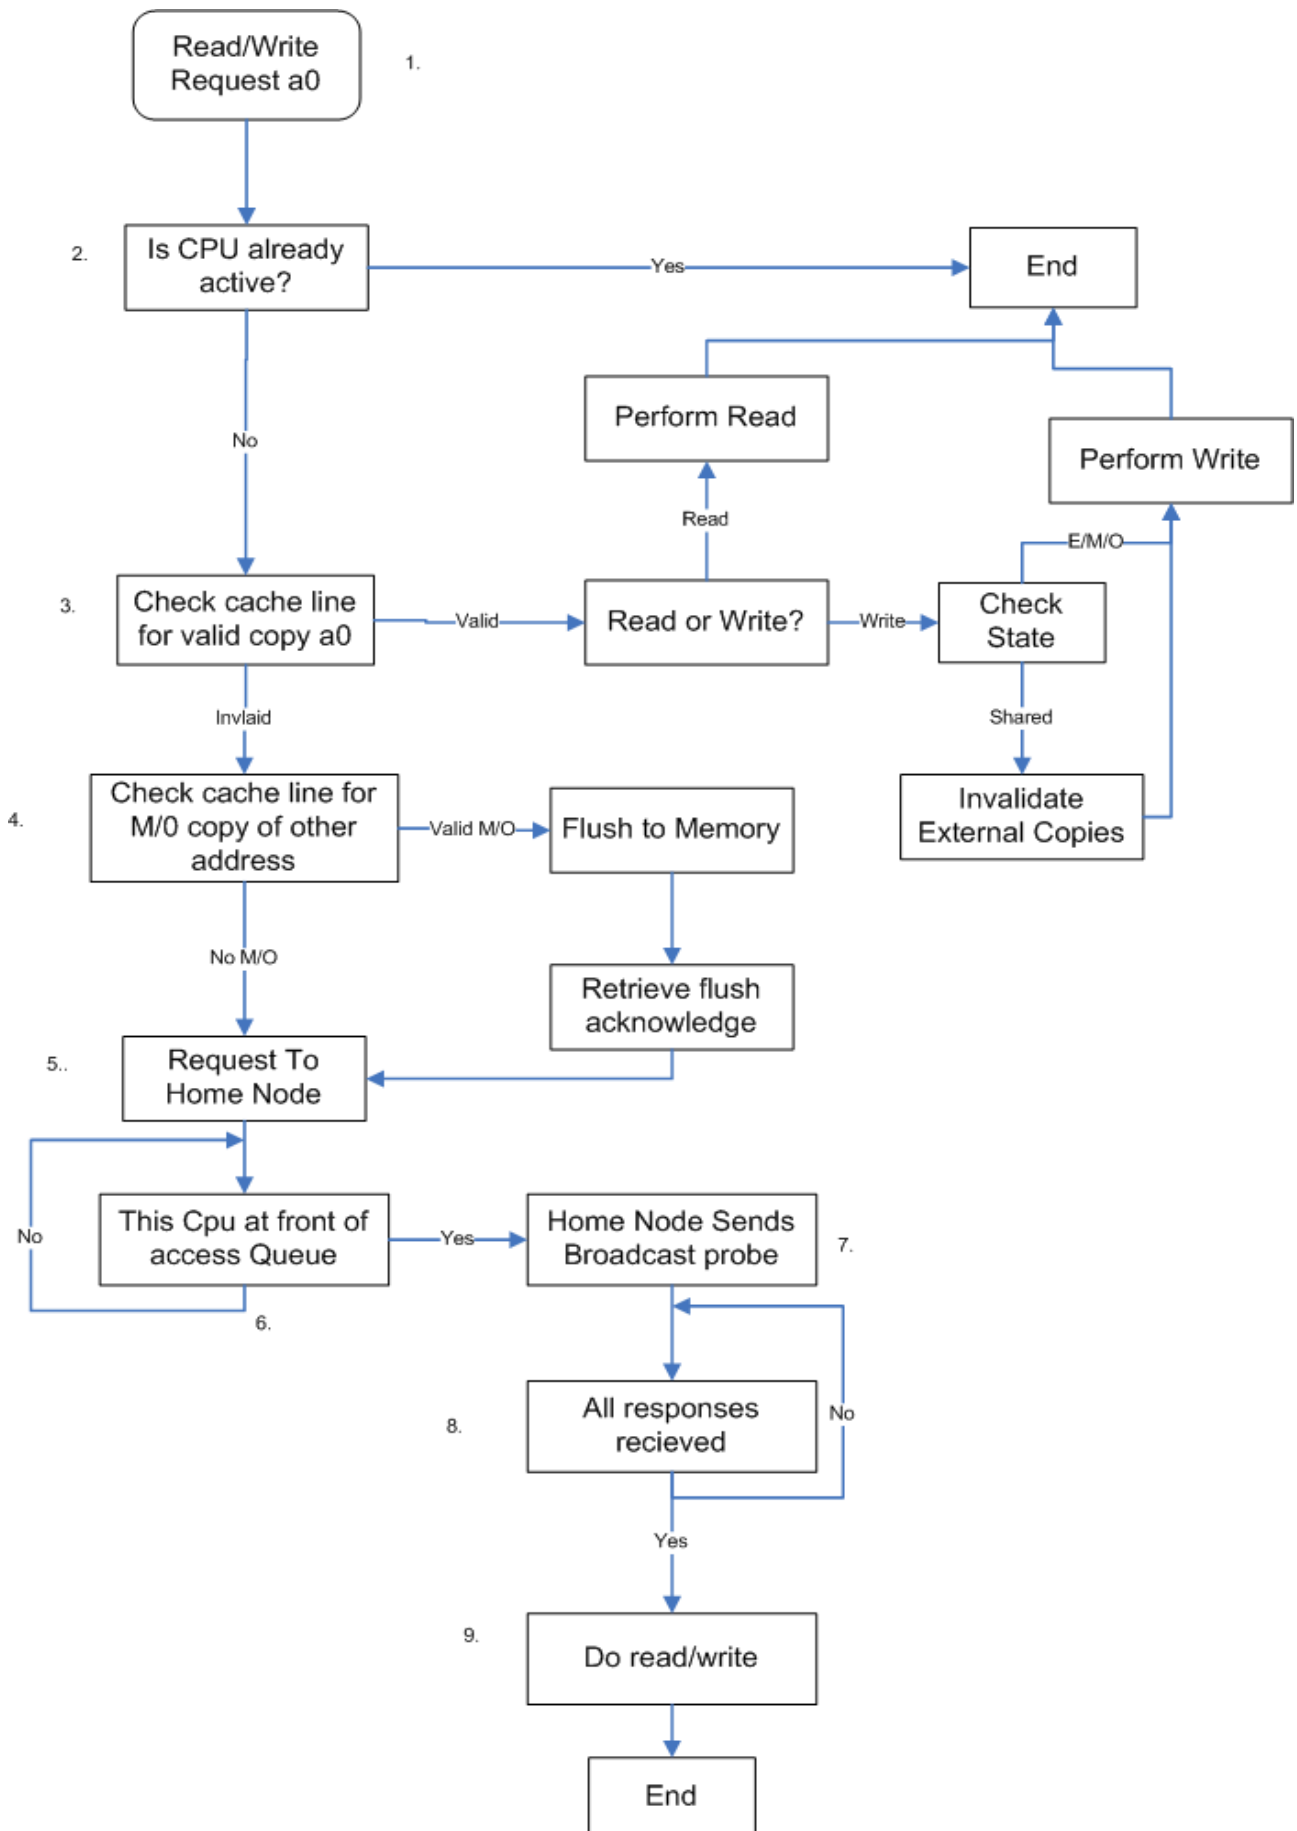 Read/Write
Request a0
1.
2.
Is CPU already
active?
Yes
End
No
Perform Read
Perform Write
Read
E/M/O
3.
Check cache line
for valid copy a0
Valid
Read or Write?
Write
Check
State
Invlaid
Shared
4.
Check cache line for
M/0 copy of other
address
Valid M/O
Flush to Memory
Invalidate
External Copies
No M/O
Retrieve flush
acknowledge
5..
Request To
Home Node
No
This Cpu at front of
access Queue
Yes
Home Node Sends
Broadcast probe
7.
6.
8.
All responses
recieved
No
Yes
9.
Do read/write
End